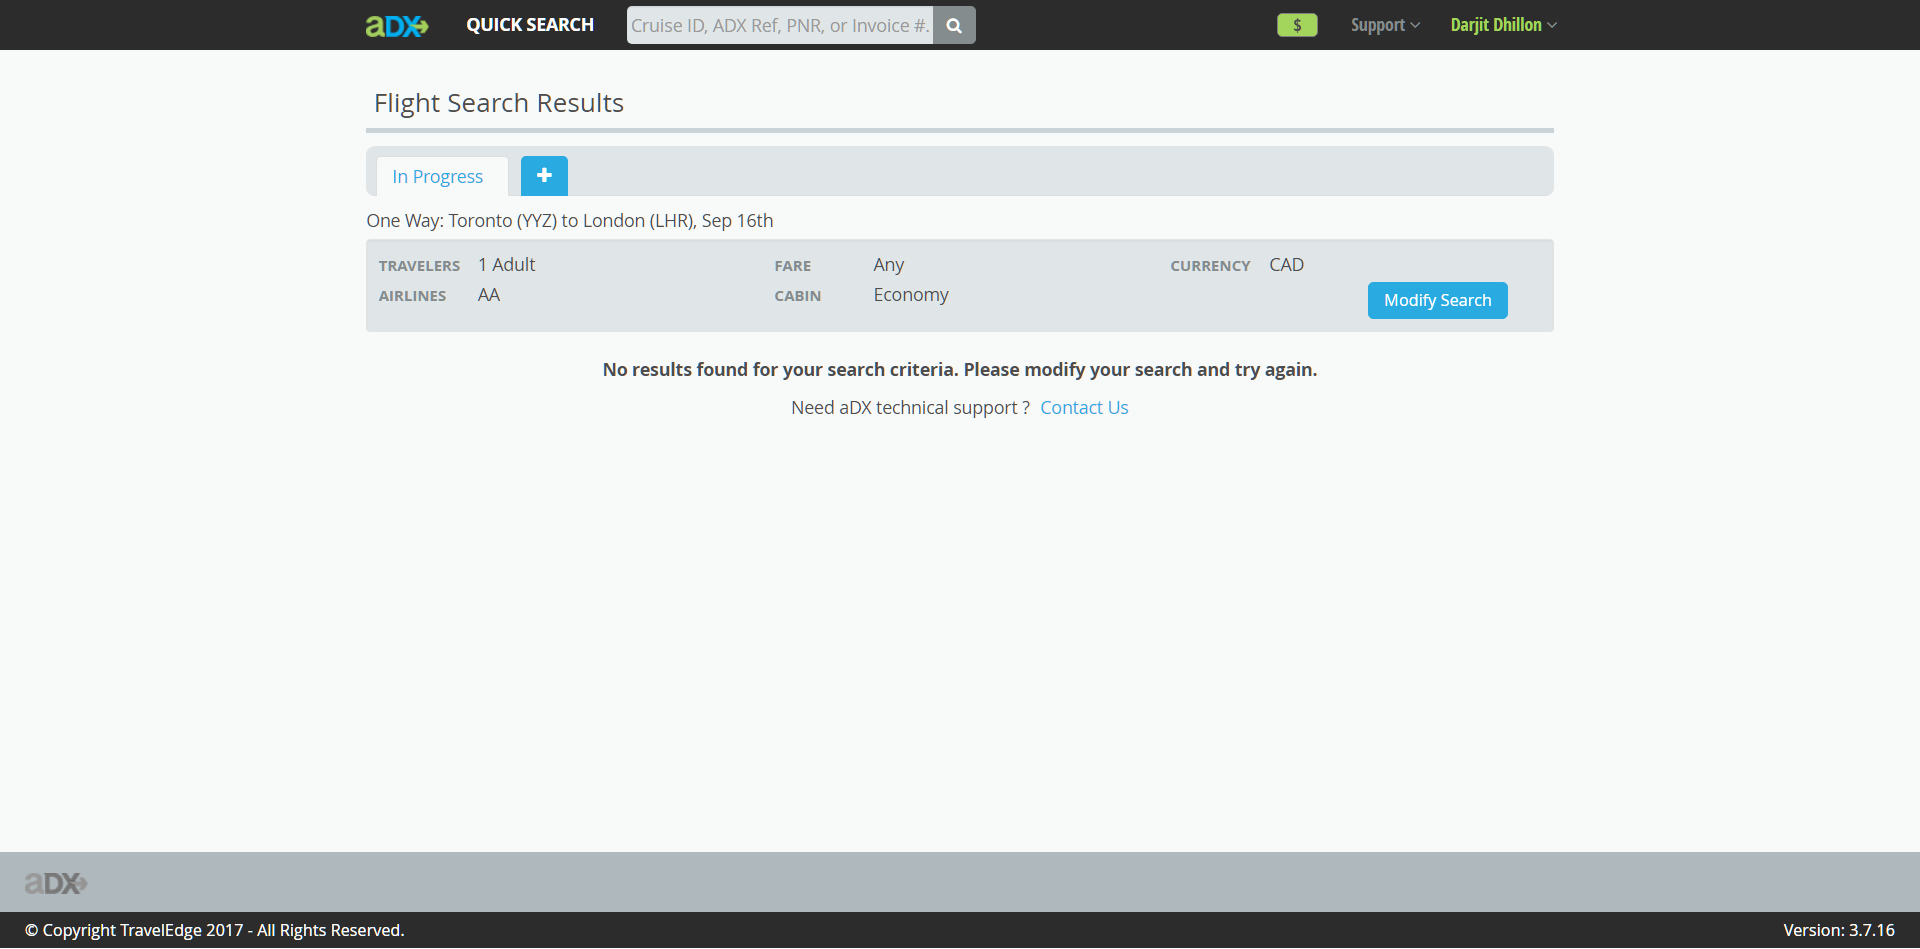 aDX QUICK SEARCH Cruise ID, ADX Ref, PNR, or Invoice #. $ Support Darjit Dhillon
Flight Search Results
In Progress
One Way: Toronto (YYZ) to London (LHR), Sep 16th
TRAVELERS 1 Adult FARE Any CURRENCY CAD
AIRLINES AA CABIN Economy
Modify Search
No results found for your search criteria. Please modify your search and try again.
Need aDX technical support ? Contact Us
aDX
© Copyright TravelEdge 2017 - All Rights Reserved. Version: 3.7.16